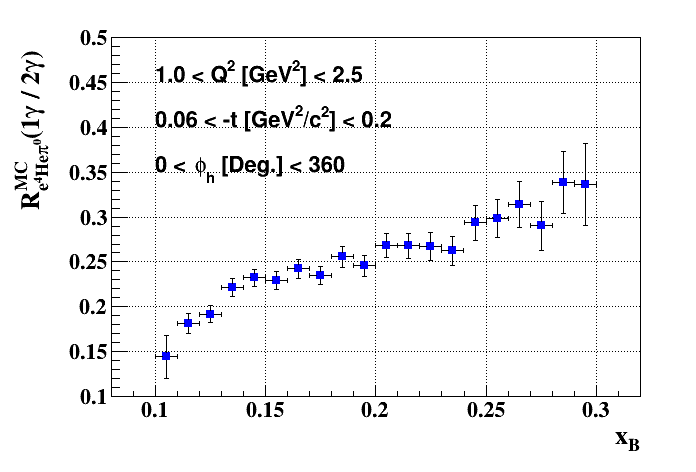 R^MC_e⁴Heπ⁰(1γ / 2γ)
0.5
0.45
0.4
0.35
0.3
0.25
0.2
0.15
0.1
1.0 < Q² [GeV²] < 2.5
0.06 < -t [GeV²/c²] < 0.2
0 < ϕ_h [Deg.] < 360
0.1 0.15 0.2 0.25 0.3
x_B